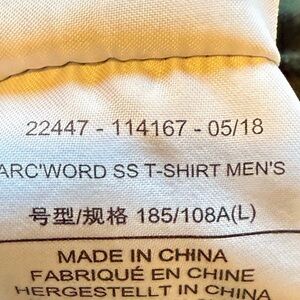 22447 - 114167 - 05/18
ARC'WORD SS T-SHIRT MEN'S
号型/规格 185/108A(L)
MADE IN CHINA
FABRIQUÉ EN CHINE
HERGESTELLT IN CHINA